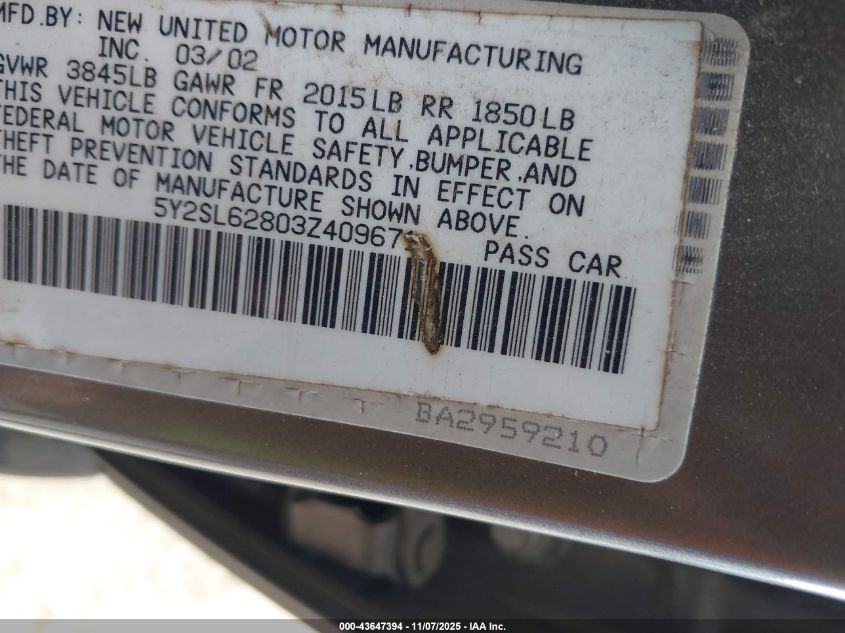 MFD.BY: NEW UNITED MOTOR MANUFACTURING
INC. 03/02
GVWR 3845LB GAWR FR 2015LB RR 1850LB
THIS VEHICLE CONFORMS TO ALL APPLICABLE
FEDERAL MOTOR VEHICLE SAFETY,BUMPER,AND
THEFT PREVENTION STANDARDS IN EFFECT ON
THE DATE OF MANUFACTURE SHOWN ABOVE.
5Y2SL62803Z40967
PASS CAR
BA2959210
000-43647394 - 11/07/2025 - IAA Inc.